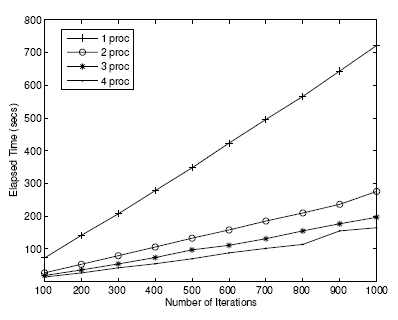 800
700
600
500
400
300
200
100
Elapsed Time (secs)
1 proc
2 proc
3 proc
4 proc
100 200 300 400 500 600 700 800 900 1000
Number of Iterations